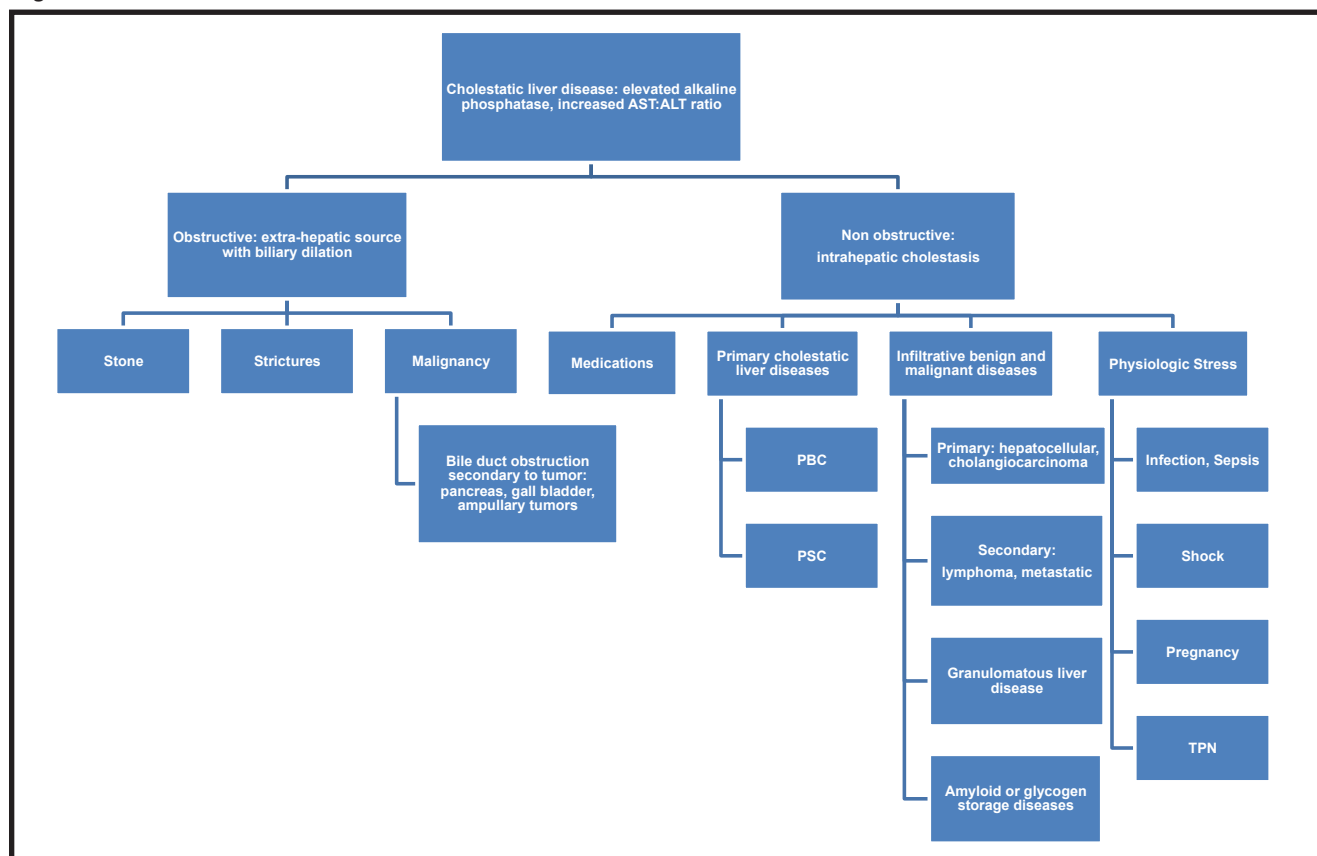 Cholestatic liver disease: elevated alkaline
phosphatase, increased AST:ALT ratio
Obstructive: extra-hepatic source
with biliary dilation
Non obstructive:
intrahepatic cholestasis
Stone
Strictures
Malignancy
Medications
Primary cholestatic
liver diseases
Infiltrative benign and
malignant diseases
Physiologic Stress
Bile duct obstruction
secondary to tumor:
pancreas, gall bladder,
ampullary tumors
PBC
PSC
Primary: hepatocellular,
cholangiocarcinoma
Secondary:
lymphoma, metastatic
Granulomatous liver
disease
Amyloid or glycogen
storage diseases
Infection, Sepsis
Shock
Pregnancy
TPN